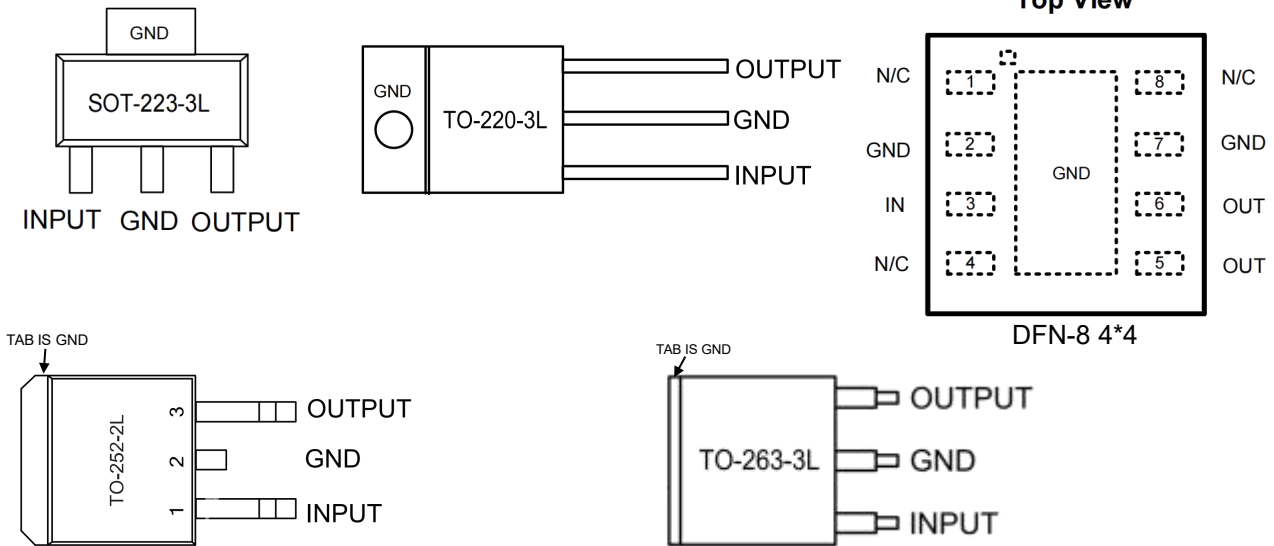 Top View
GND
SOT-223-3L
INPUT GND OUTPUT
GND
TO-220-3L
OUTPUT
GND
INPUT
N/C 1 8 N/C
GND 2 7 GND
GND
IN 3 6 OUT
N/C 4 5 OUT
DFN-8 4*4
TAB IS GND
TO-252-2L
3 OUTPUT
2 GND
1 INPUT
TAB IS GND
TO-263-3L
OUTPUT
GND
INPUT